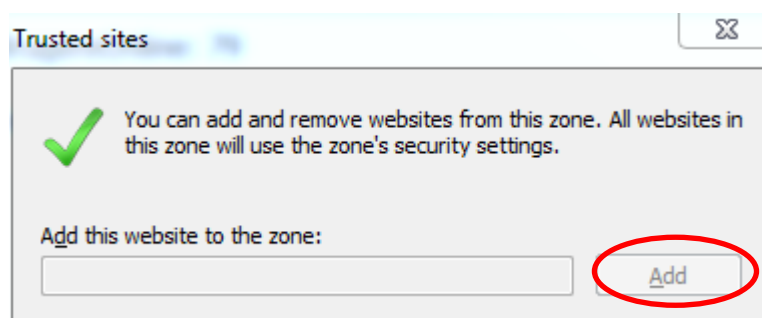 Trusted sites
You can add and remove websites from this zone. All websites in
this zone will use the zone's security settings.
Add this website to the zone:
Add